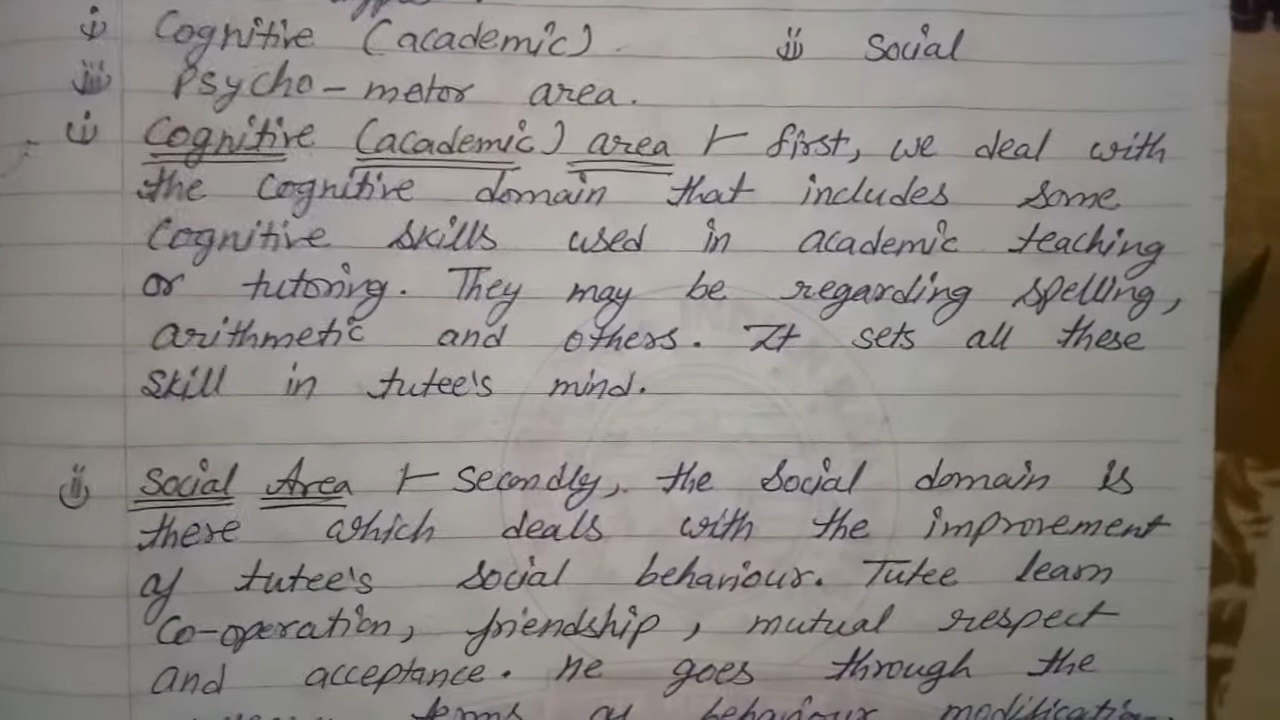 i) Cognitive (academic) ii) Social
iii) Psycho-motor area.
i) Cognitive (academic) area :- first, we deal with
the cognitive domain that includes some
Cognitive skills used in academic teaching
or tutoring. They may be regarding spelling,
arithmetic and others. It sets all these
skill in tutee's mind.
ii) Social Area :- Secondly, the social domain is
there which deals with the improvement
of tutee's social behaviour. Tutee learn
Co-operation, friendship, mutual respect
and acceptance. He goes through the
terms of behaviour modification